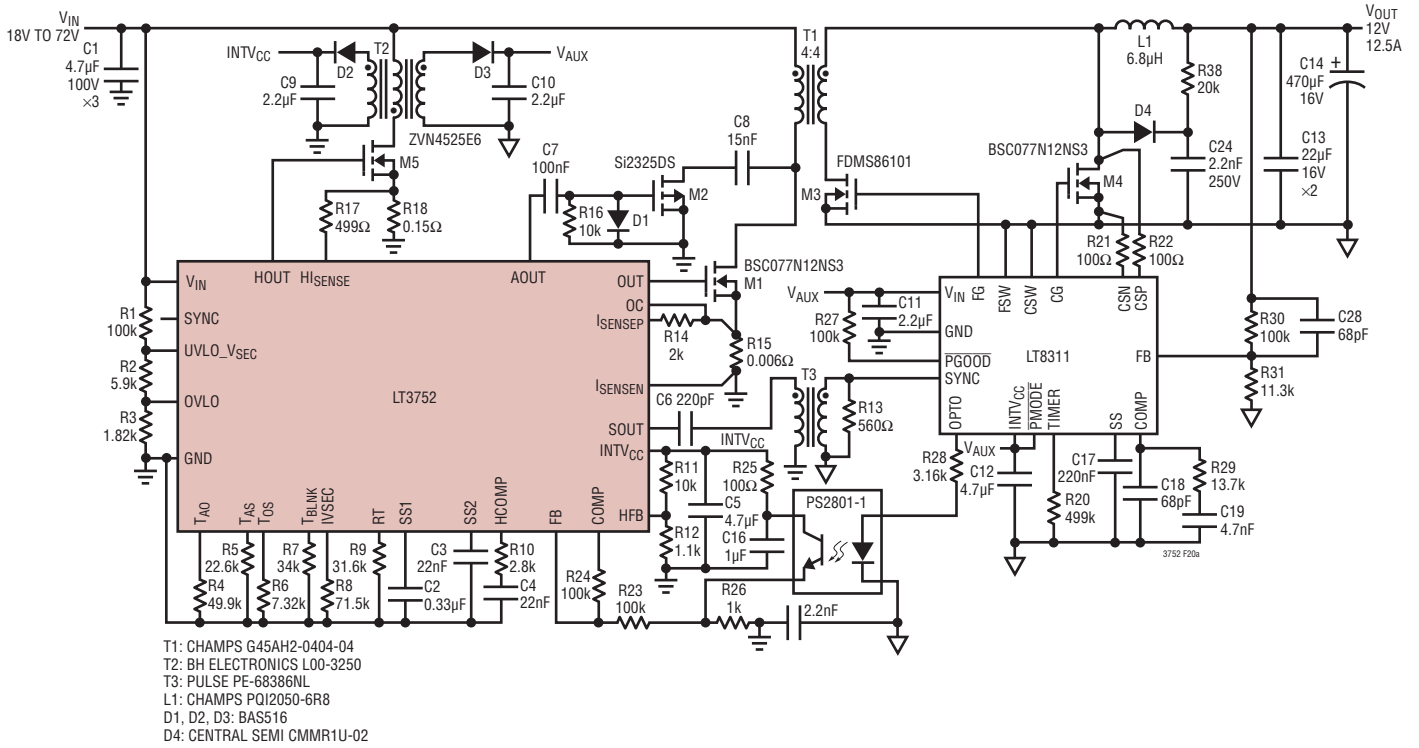 VIN
18V TO 72V
C1
4.7µF
100V
×3
INTVCC
D2
T2
D3
VAUX
C9
2.2µF
C10
2.2µF
ZVN4525E6
M5
R17
499Ω
R18
0.15Ω
C7
100nF
R16
10k
D1
Si2325DS
M2
C8
15nF
T1
4:4
FDMS86101
M3
BSC077N12NS3
M1
L1
6.8µH
R38
20k
D4
BSC077N12NS3
M4
C24
2.2nF
250V
VOUT
12V
12.5A
C14
+
470µF
16V
C13
22µF
16V
×2
R21
100Ω
R22
100Ω
R1
100k
R2
5.9k
R3
1.82k
VIN
SYNC
UVLO_VSEC
OVLO
GND
HOUT
HISENSE
AOUT
OUT
OC
ISENSEP
ISENSEN
SOUT
INTVCC
HFB
LT3752
TAO
TAS
TOS
TBLNK
IVSEC
RT
SS1
SS2
HCOMP
FB
COMP
R14
2k
R15
0.006Ω
C6 220pF
T3
R13
560Ω
INTVCC
R11
10k
R12
1.1k
C5
4.7µF
R25
100Ω
C16
1µF
PS2801-1
R4
49.9k
R5
22.6k
R6
7.32k
R7
34k
R8
71.5k
R9
31.6k
C2
0.33µF
C3
22nF
R10
2.8k
C4
22nF
R24
100k
R23
100k
R26
1k
2.2nF
VAUX
R27
100k
C11
2.2µF
VIN
GND
PGOOD
SYNC
FG
FSW
CSW
CG
CSN
CSP
LT8311
FB
OPTO
INTVCC
PMODE
TIMER
SS
COMP
R30
100k
C28
68pF
R31
11.3k
R28
3.16k
VAUX
C12
4.7µF
R20
499k
C17
220nF
C18
68pF
R29
13.7k
C19
4.7nF
3752 F20a
T1: CHAMPS G45AH2-0404-04
T2: BH ELECTRONICS L00-3250
T3: PULSE PE-68386NL
L1: CHAMPS PQI2050-6R8
D1, D2, D3: BAS516
D4: CENTRAL SEMI CMMR1U-02